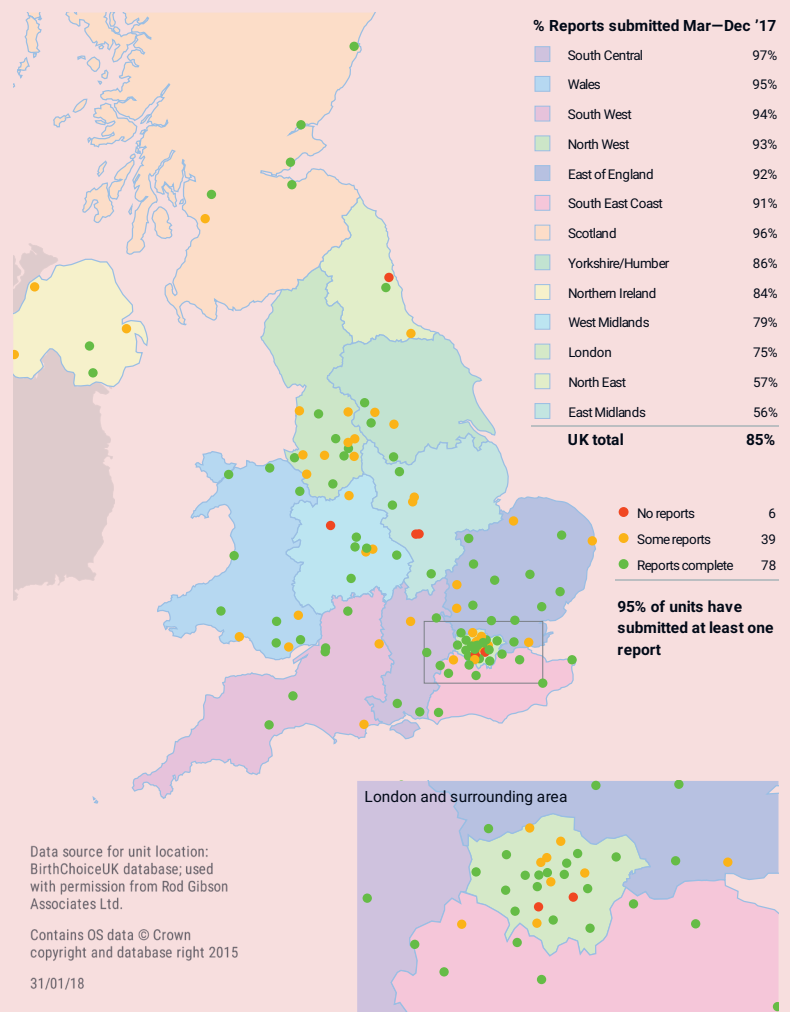 % Reports submitted Mar—Dec ’17
South Central 97%
Wales 95%
South West 94%
North West 93%
East of England 92%
South East Coast 91%
Scotland 96%
Yorkshire/Humber 86%
Northern Ireland 84%
West Midlands 79%
London 75%
North East 57%
East Midlands 56%
UK total 85%
No reports 6
Some reports 39
Reports complete 78
95% of units have
submitted at least one
report
London and surrounding area
Data source for unit location:
BirthChoiceUK database; used
with permission from Rod Gibson
Associates Ltd.
Contains OS data © Crown
copyright and database right 2015
31/01/18